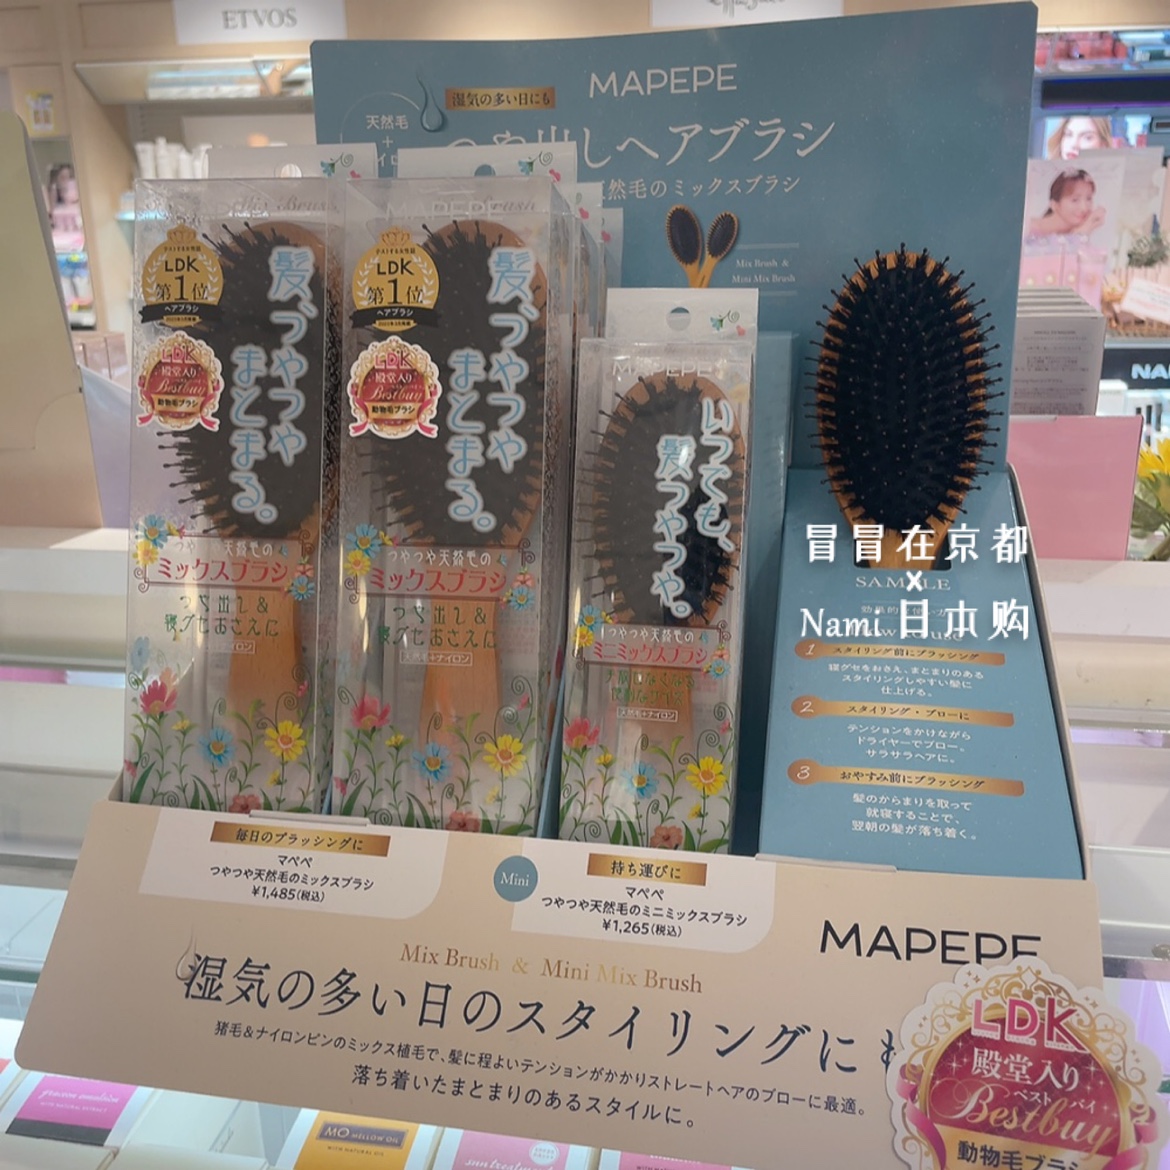 ETVOS
MAPEPE
湿気の多い日にも
天然毛
+
しヘアブラシ
然毛のミックスブラシ
Mix Brush &
Mini Mix Brush
LDK
第1位
ヘアブラシ
LDK
殿堂入り
Bestbuy
動物毛ブラシ
髪、つやつや
まとまる。
つやつや天然毛の
ミックスブラシ
つや出し&
寝グセおさえに
天然毛+ナイロン
MAPEPE
LDK
第1位
ヘアブラシ
LDK
殿堂入り
Bestbuy
動物毛ブラシ
髪、つやつや
まとまる。
つやつや天然毛の
ミックスブラシ
つや出し&
寝グセおさえに
天然毛+ナイロン
MAPEPE
いつでも、
髪つやつや。
つやつや天然毛の
ミニミックスブラシ
天然毛+ナイロン
冒冒在京都
x
Nami 日本购
SAMPLE
1 スタイリング前にブラッシング
寝グセをおさえ、まとまりのある
スタイリングしやすい髪に
仕上げる。
2 スタイリング・ブローに
テンションをかけながら
ドライヤーでブロー。
サラサラヘアに。
3 おやすみ前にブラッシング
髪のからまりを取って
就寝することで、
翌朝の髪が落ち着く。
NA
毎日のブラッシングに
マペペ
つやつや天然毛のミックスブラシ
¥1,485(税込)
Mini
持ち運びに
マペペ
つやつや天然毛のミニミックスブラシ
¥1,265(税込)
MAPEPE
Mix Brush & Mini Mix Brush
湿気の多い日のスタイリングに
猪毛&ナイロンピンのミックス植毛で、髪に程よいテンションがかかりストレートヘアのブローに最適。
落ち着いたまとまりのあるスタイルに。
LDK
殿堂入り
ベスト バイ
Bestbuy
動物毛ブラシ
MO MELLOW OIL